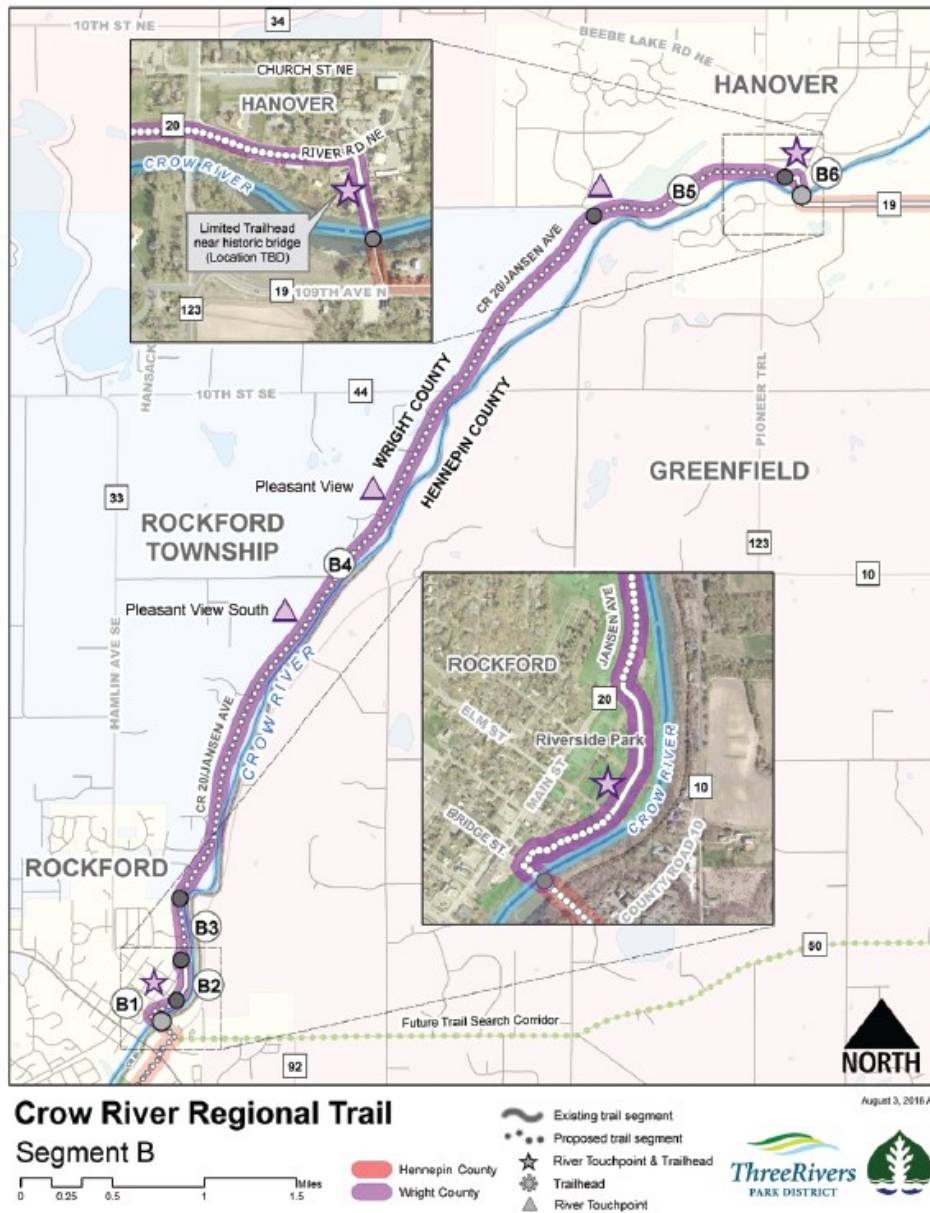 10TH ST NE
34
BEEBE LAKE RD NE
HANOVER
CHURCH ST NE
HANOVER
20
RIVER RD NE
CROW RIVER
Limited Trailhead
near historic bridge
(Location TBD)
19
109TH AVE N
123
B6
B5
19
CR 20/JANSEN AVE
HANSACK
10TH ST SE
44
WRIGHT COUNTY
HENNEPIN COUNTY
PIONEER TRL
GREENFIELD
Pleasant View
33
ROCKFORD
TOWNSHIP
123
B4
10
Pleasant View South
HAMLIN AVE SE
CROW RIVER
CR 20/JANSEN AVE
JANSEN AVE
ROCKFORD
20
ELM ST
Riverside Park
MAIN ST
CROW RIVER
10
BRIDGE ST.
COUNTY ROAD 10
ROCKFORD
B3
50
B2
B1
Future Trail Search Corridor
92
NORTH
Crow River Regional Trail
Segment B
0 0.25 0.5 1 1.5 Miles
Hennepin County
Wright County
Existing trail segment
Proposed trail segment
River Touchpoint & Trailhead
Trailhead
River Touchpoint
August 3, 2016 A
ThreeRivers
PARK DISTRICT